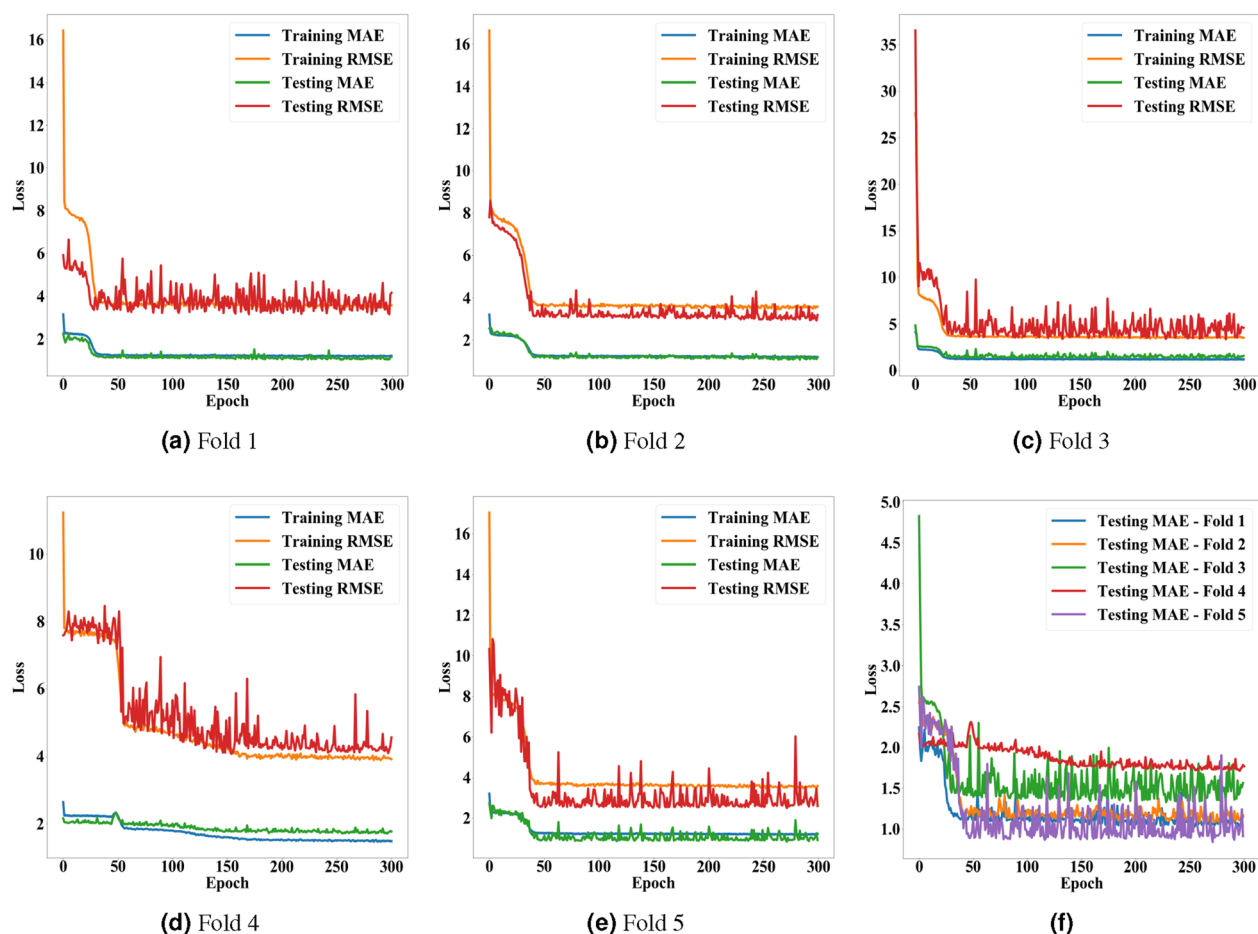 16
14
12
10
8
6
4
2
Loss
Training MAE
Training RMSE
Testing MAE
Testing RMSE
0 50 100 150 200 250 300
Epoch
(a) Fold 1
16
14
12
10
8
6
4
2
Loss
Training MAE
Training RMSE
Testing MAE
Testing RMSE
0 50 100 150 200 250 300
Epoch
(b) Fold 2
35
30
25
20
15
10
5
0
Loss
Training MAE
Training RMSE
Testing MAE
Testing RMSE
0 50 100 150 200 250 300
Epoch
(c) Fold 3
10
8
6
4
2
Loss
Training MAE
Training RMSE
Testing MAE
Testing RMSE
0 50 100 150 200 250 300
Epoch
(d) Fold 4
16
14
12
10
8
6
4
2
Loss
Training MAE
Training RMSE
Testing MAE
Testing RMSE
0 50 100 150 200 250 300
Epoch
(e) Fold 5
5.0
4.5
4.0
3.5
3.0
2.5
2.0
1.5
1.0
Loss
Testing MAE - Fold 1
Testing MAE - Fold 2
Testing MAE - Fold 3
Testing MAE - Fold 4
Testing MAE - Fold 5
0 50 100 150 200 250 300
Epoch
(f)